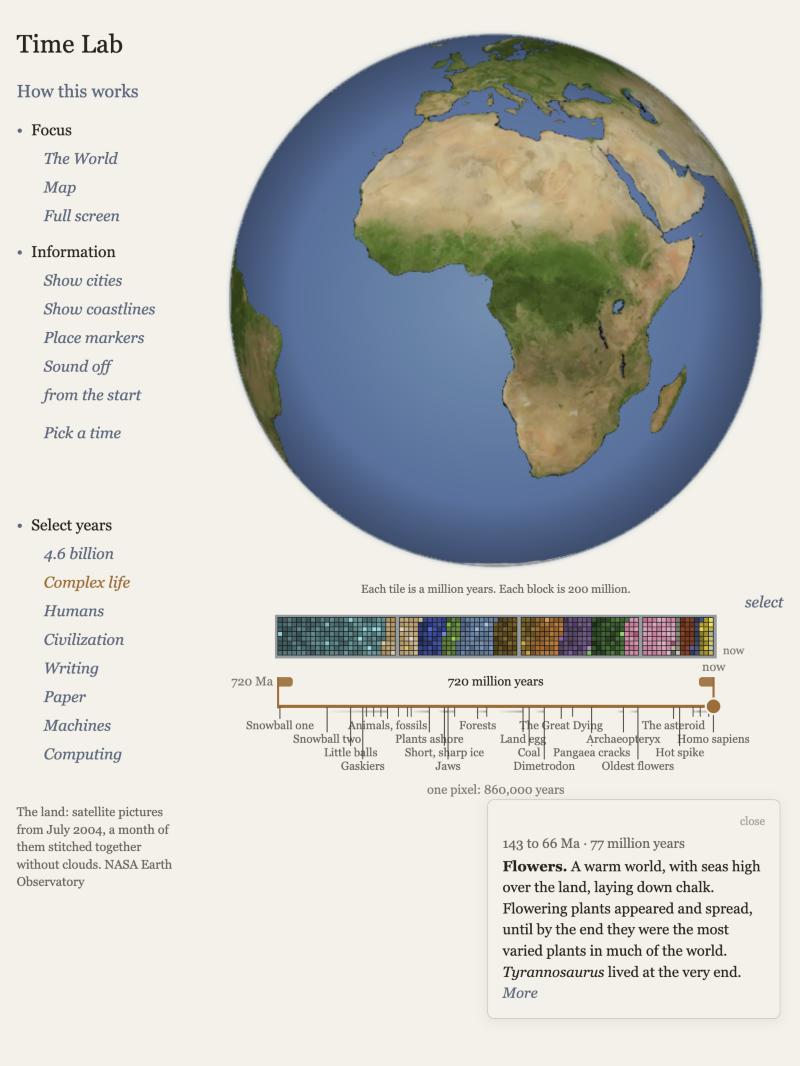 Time Lab
How this works
• Focus
The World
Map
Full screen
• Information
Show cities
Show coastlines
Place markers
Sound off
from the start
Pick a time
• Select years
4.6 billion
Complex life
Humans
Civilization
Writing
Paper
Machines
Computing
The land: satellite pictures
from July 2004, a month of
them stitched together
without clouds. NASA Earth
Observatory
Each tile is a million years. Each block is 200 million.
select
now
now
720 Ma
720 million years
Snowball one Animals, fossils Forests The Great Dying The asteroid
Snowball two Plants ashore Land egg Archaeopteryx Homo sapiens
Little balls Short, sharp ice Coal Pangaea cracks Hot spike
Gaskiers Jaws Dimetrodon Oldest flowers
one pixel: 860,000 years
close
143 to 66 Ma · 77 million years
Flowers. A warm world, with seas high
over the land, laying down chalk.
Flowering plants appeared and spread,
until by the end they were the most
varied plants in much of the world.
Tyrannosaurus lived at the very end.
More